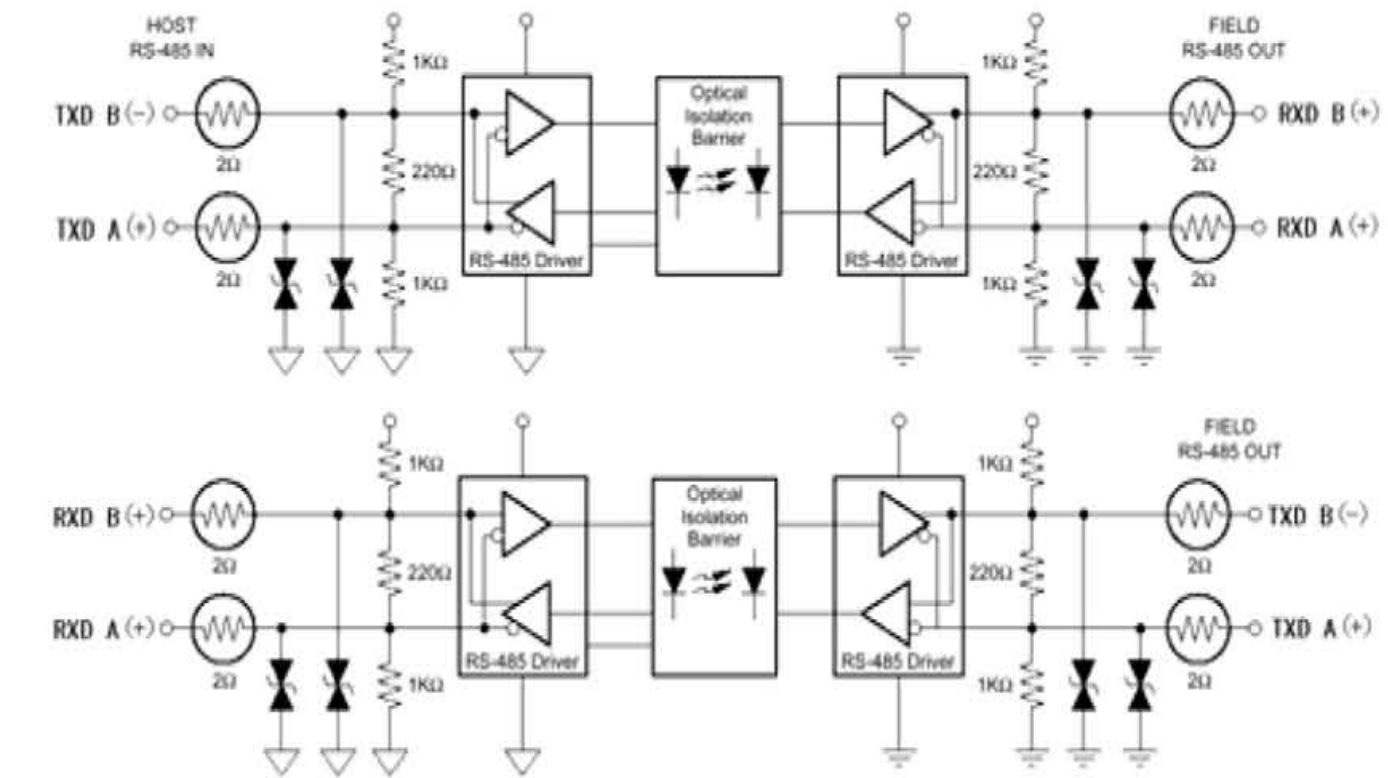 HOST
RS-485 IN
FIELD
RS-485 OUT
1KΩ
1KΩ
TXD B(-)
2Ω
Optical
Isolation
Barrier
RXD B(+)
2Ω
220Ω
220Ω
TXD A(+)
2Ω
RXD A(+)
2Ω
RS-485 Driver
RS-485 Driver
1KΩ
1KΩ
FIELD
RS-485 OUT
1KΩ
1KΩ
RXD B(+)
2Ω
Optical
Isolation
Barrier
TXD B(-)
2Ω
220Ω
220Ω
RXD A(+)
2Ω
TXD A(+)
2Ω
RS-485 Driver
RS-485 Driver
1KΩ
1KΩ